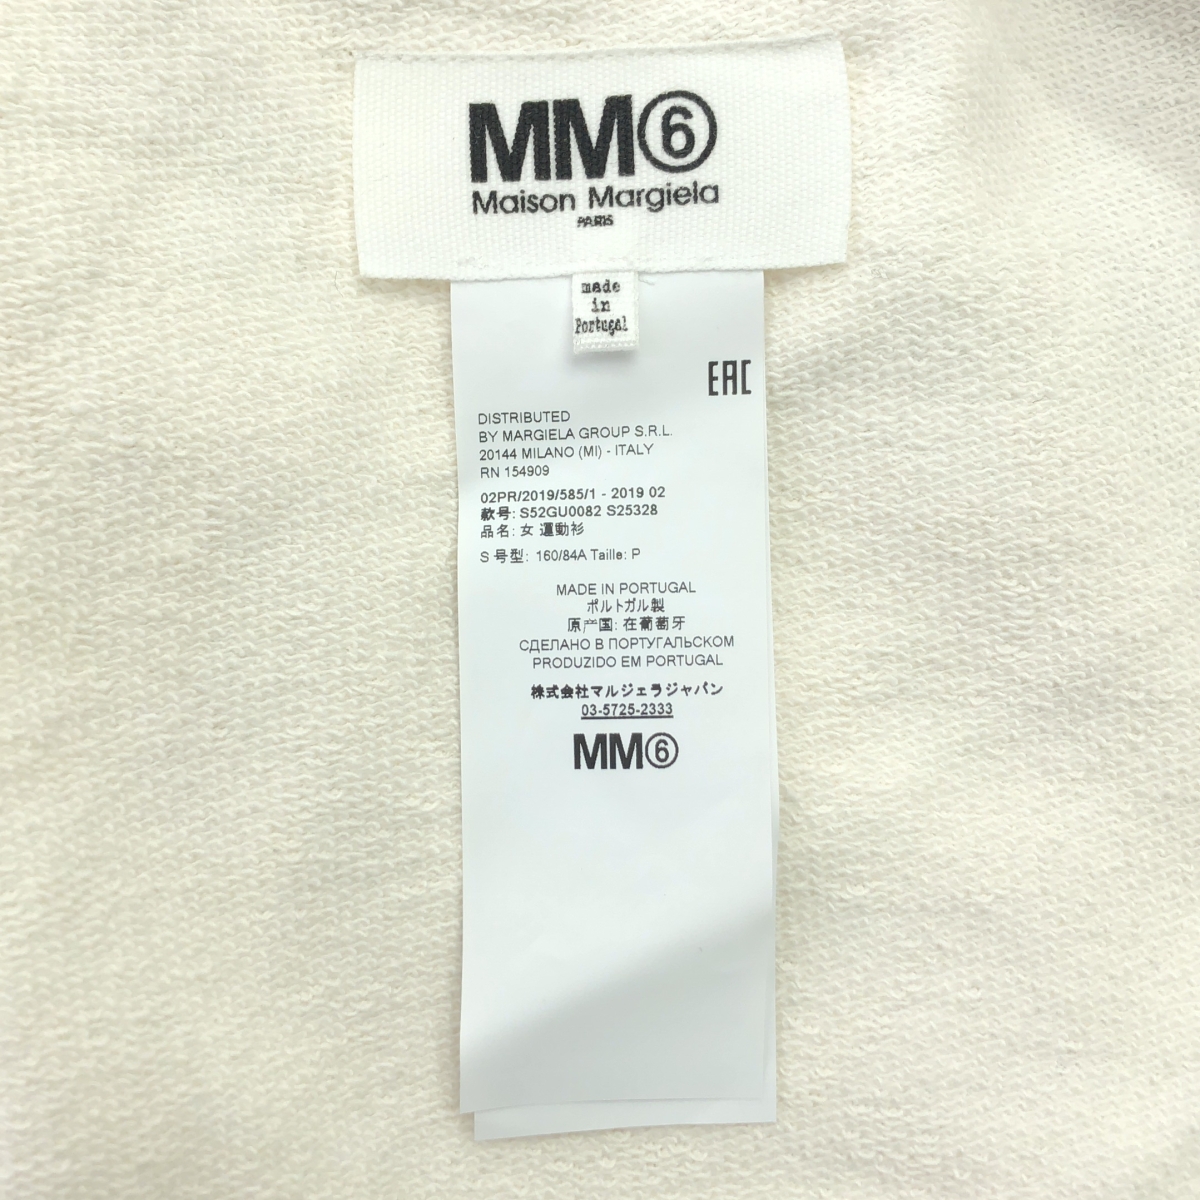 MM⑥
Maison Margiela
PARIS
made
in
Portugal
EAC
DISTRIBUTED
BY MARGIELA GROUP S.R.L.
20144 MILANO (MI) - ITALY
RN 154909
02PR/2019/585/1 - 2019 02
款号: S52GU0082 S25328
品名: 女 運動衫
S 号型: 160/84A Taille: P
MADE IN PORTUGAL
ポルトガル製
原产国: 在葡萄牙
СДЕЛАНО В ПОРТУГАЛЬСКОМ
PRODUZIDO EM PORTUGAL
株式会社マルジェラジャパン
03-5725-2333
MM⑥